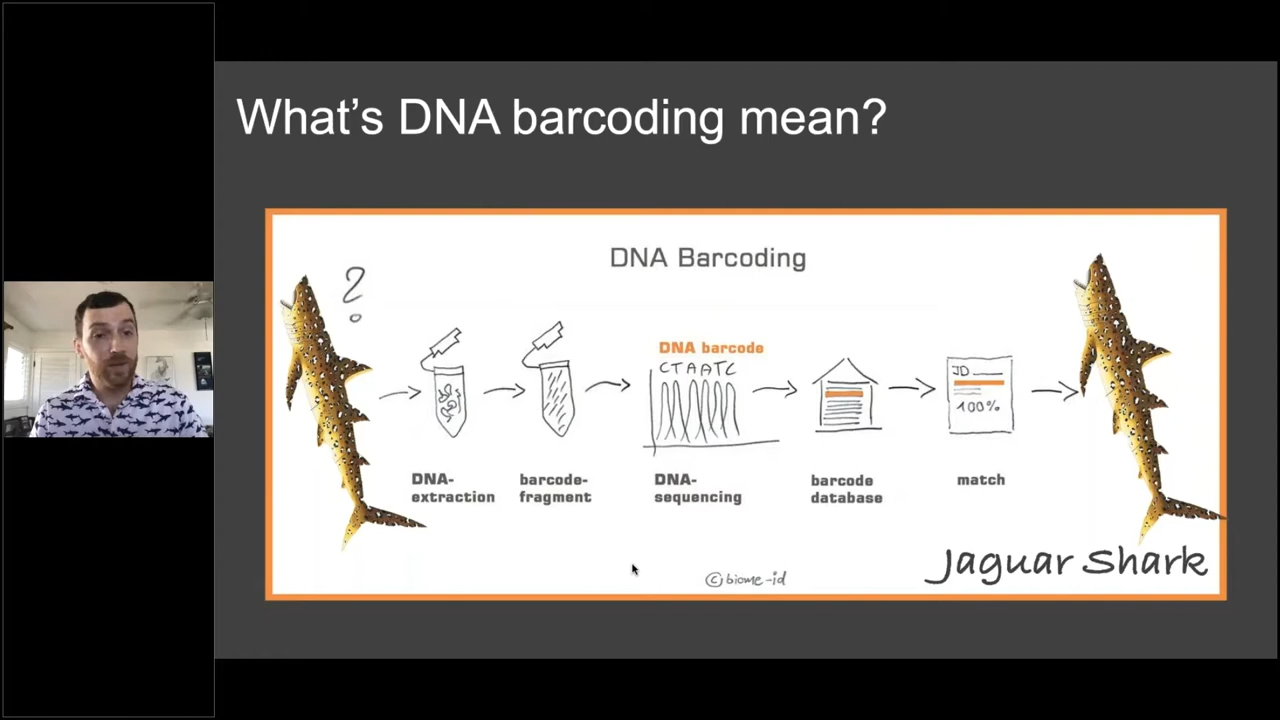 What's DNA barcoding mean?
DNA Barcoding
?
DNA barcode
CTAATC
JD
100%
DNA-
extraction
barcode-
fragment
DNA-
sequencing
barcode
database
match
Jaguar Shark
©biome-id